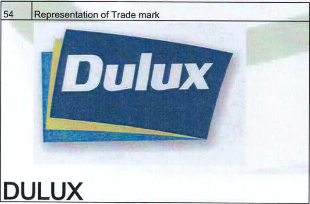 54 Representation of Trade mark
Dulux
DULUX